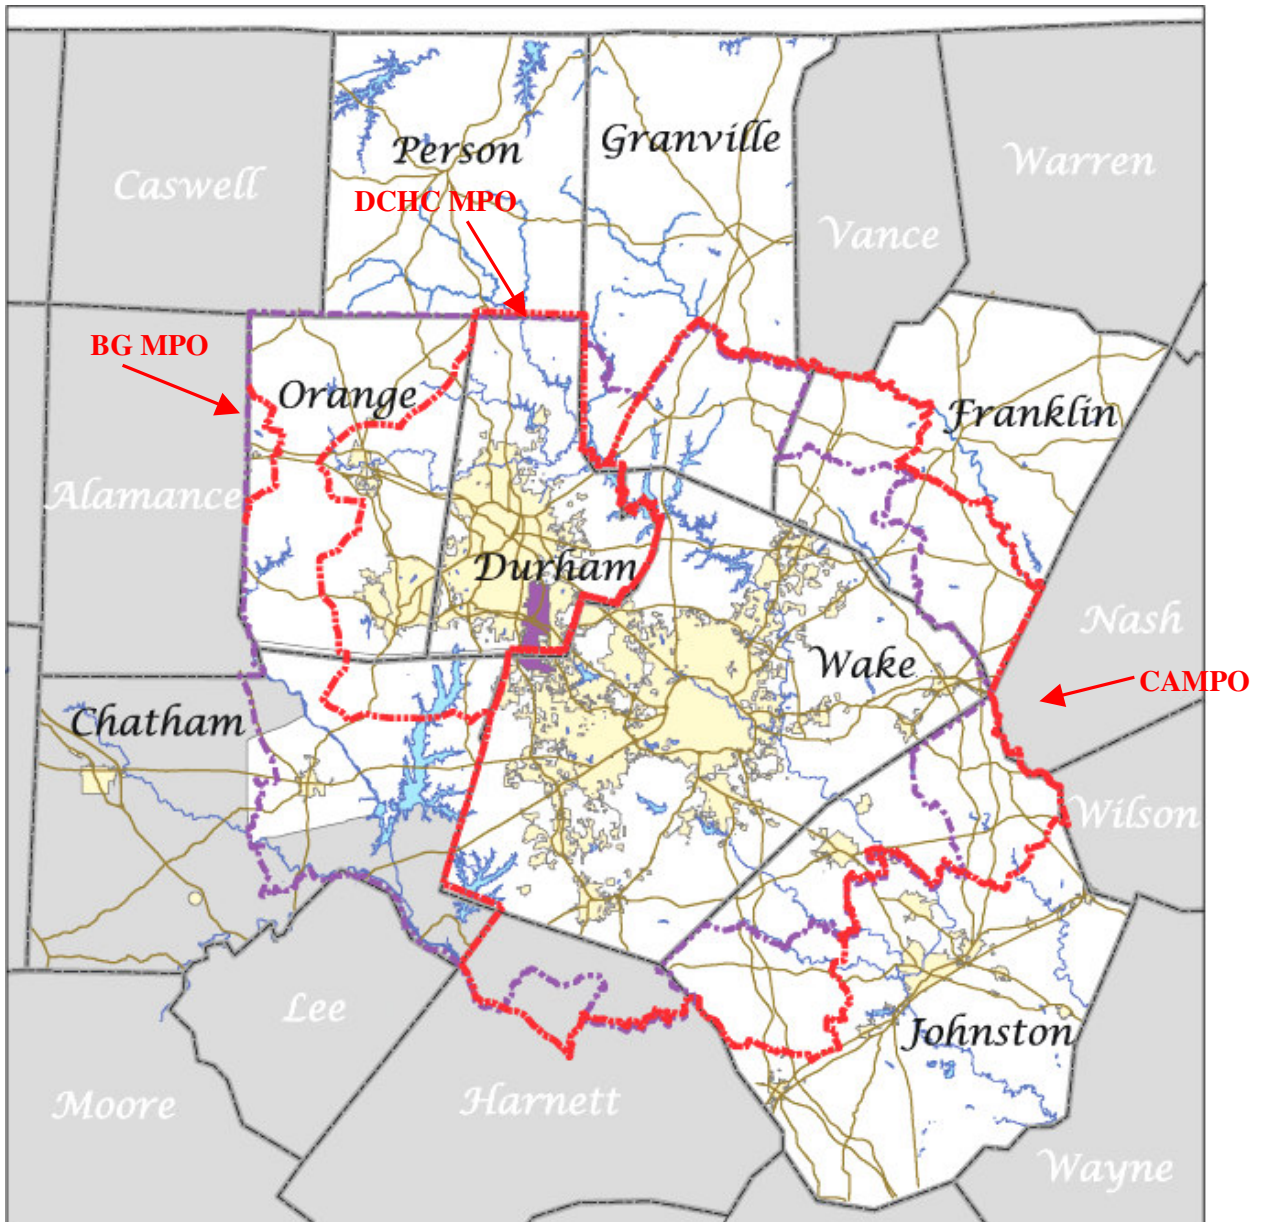 Granville
Person
Warren
Caswell
DCHC MPO
Vance
BG MPO
Orange
Franklin
Alamance
Durham
Nash
Wake
CAMPO
Chatham
Wilson
Lee
Johnston
Harnett
Moore
Wayne